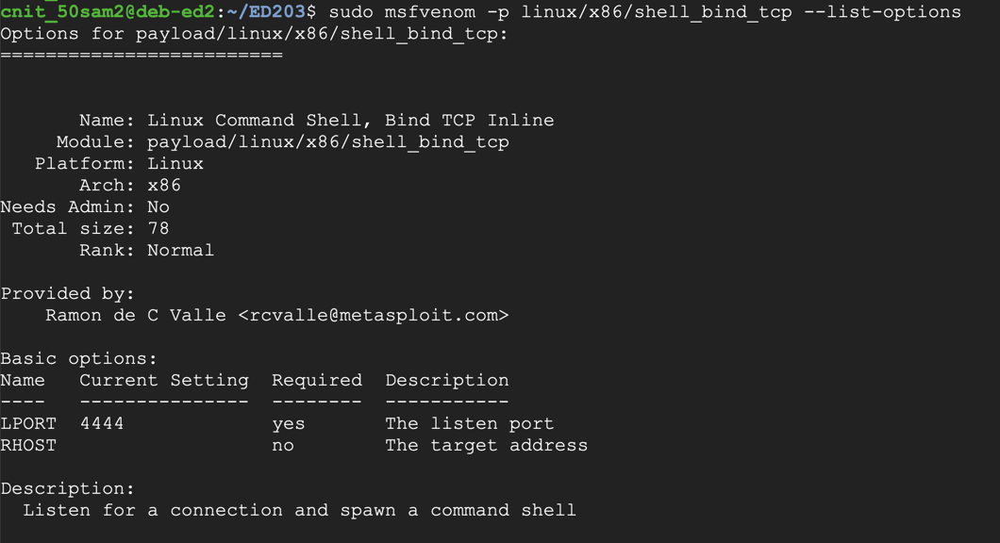 cnit_50sam2@deb-ed2:~/ED203$ sudo msfvenom -p linux/x86/shell_bind_tcp --list-options
Options for payload/linux/x86/shell_bind_tcp:
=========================
Name: Linux Command Shell, Bind TCP Inline
Module: payload/linux/x86/shell_bind_tcp
Platform: Linux
Arch: x86
Needs Admin: No
Total size: 78
Rank: Normal
Provided by:
Ramon de C Valle <rcvalle@metasploit.com>
Basic options:
Name   Current Setting  Required  Description
----   ---------------  --------  -----------
LPORT  4444             yes       The listen port
RHOST                   no        The target address
Description:
Listen for a connection and spawn a command shell